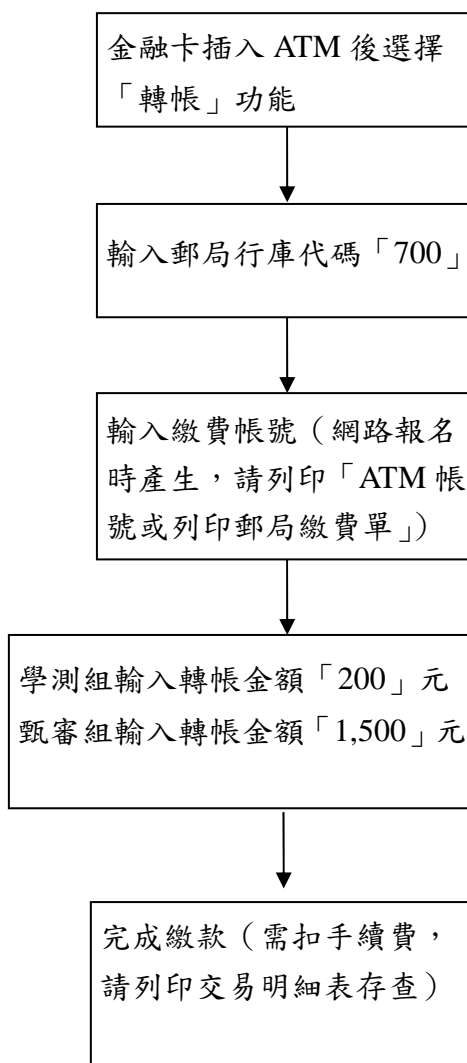 金融卡插入 ATM 後選擇
「轉帳」功能
輸入郵局行庫代碼「700」
輸入繳費帳號（網路報名
時產生，請列印「ATM 帳
號或列印郵局繳費單」）
學測組輸入轉帳金額「200」元
甄審組輸入轉帳金額「1,500」元
完成繳款（需扣手續費，
請列印交易明細表存查）